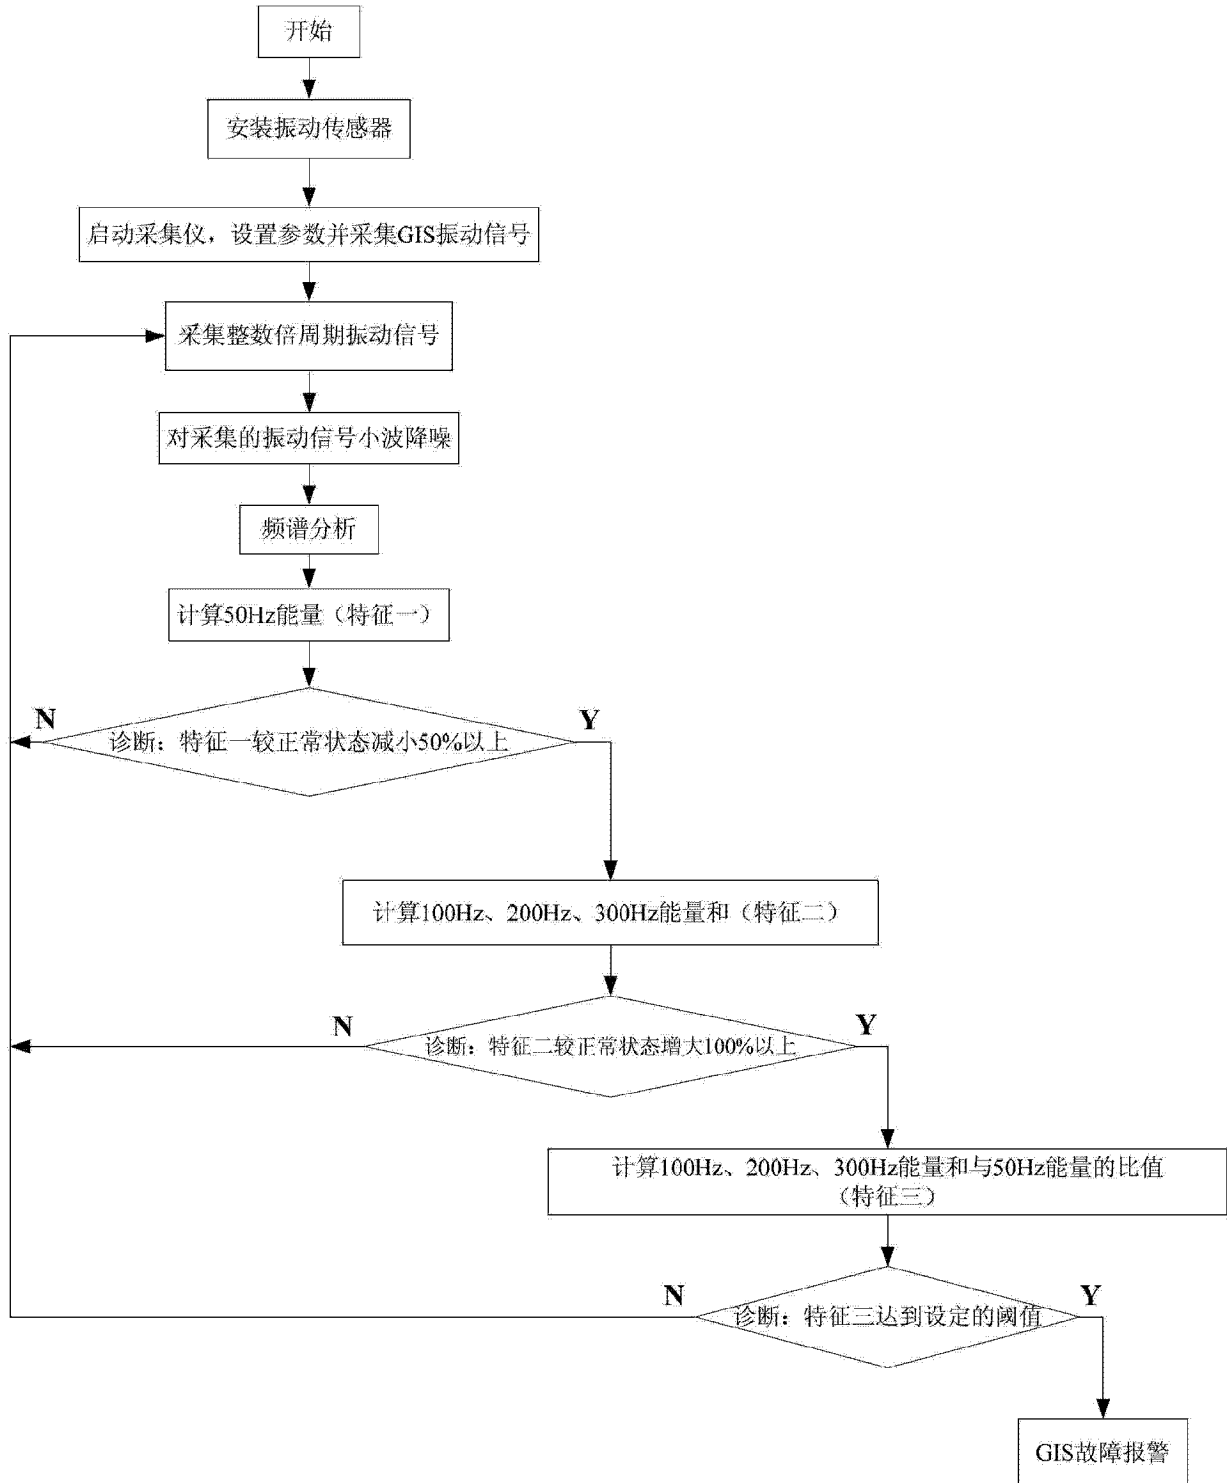 开始
安装振动传感器
启动采集仪，设置参数并采集GIS振动信号
采集整数倍周期振动信号
对采集的振动信号小波降噪
频谱分析
计算50Hz能量（特征一）
N
Y
诊断：特征一较正常状态减小50%以上
计算100Hz、200Hz、300Hz能量和（特征二）
N
Y
诊断：特征二较正常状态增大100%以上
计算100Hz、200Hz、300Hz能量和与50Hz能量的比值
（特征三）
N
Y
诊断：特征三达到设定的阈值
GIS故障报警